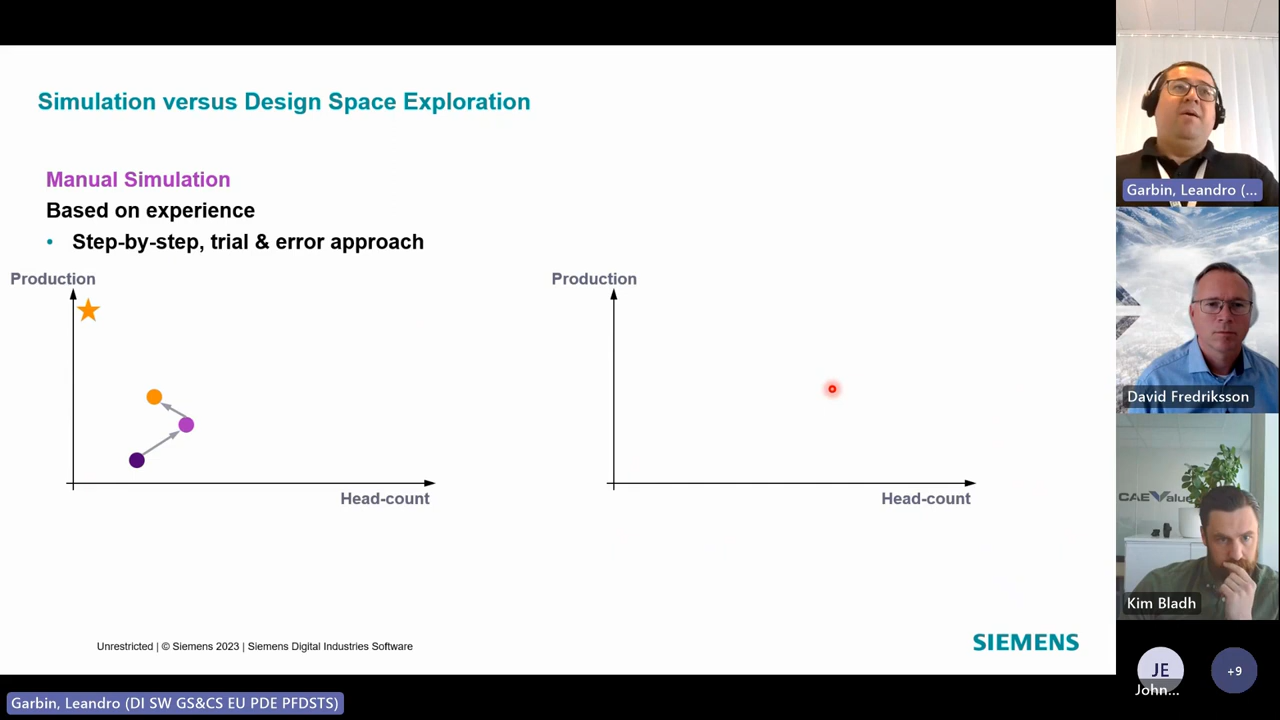 Simulation versus Design Space Exploration
Manual Simulation
Based on experience
• Step-by-step, trial & error approach
Production
Head-count
Production
Head-count
Unrestricted | © Siemens 2023 | Siemens Digital Industries Software
SIEMENS
Garbin, Leandro (DI SW GS&CS EU PDE PFDSTS)
Garbin, Leandro (...
David Fredriksson
CAEValue
Kim Bladh
JE
John...
+9